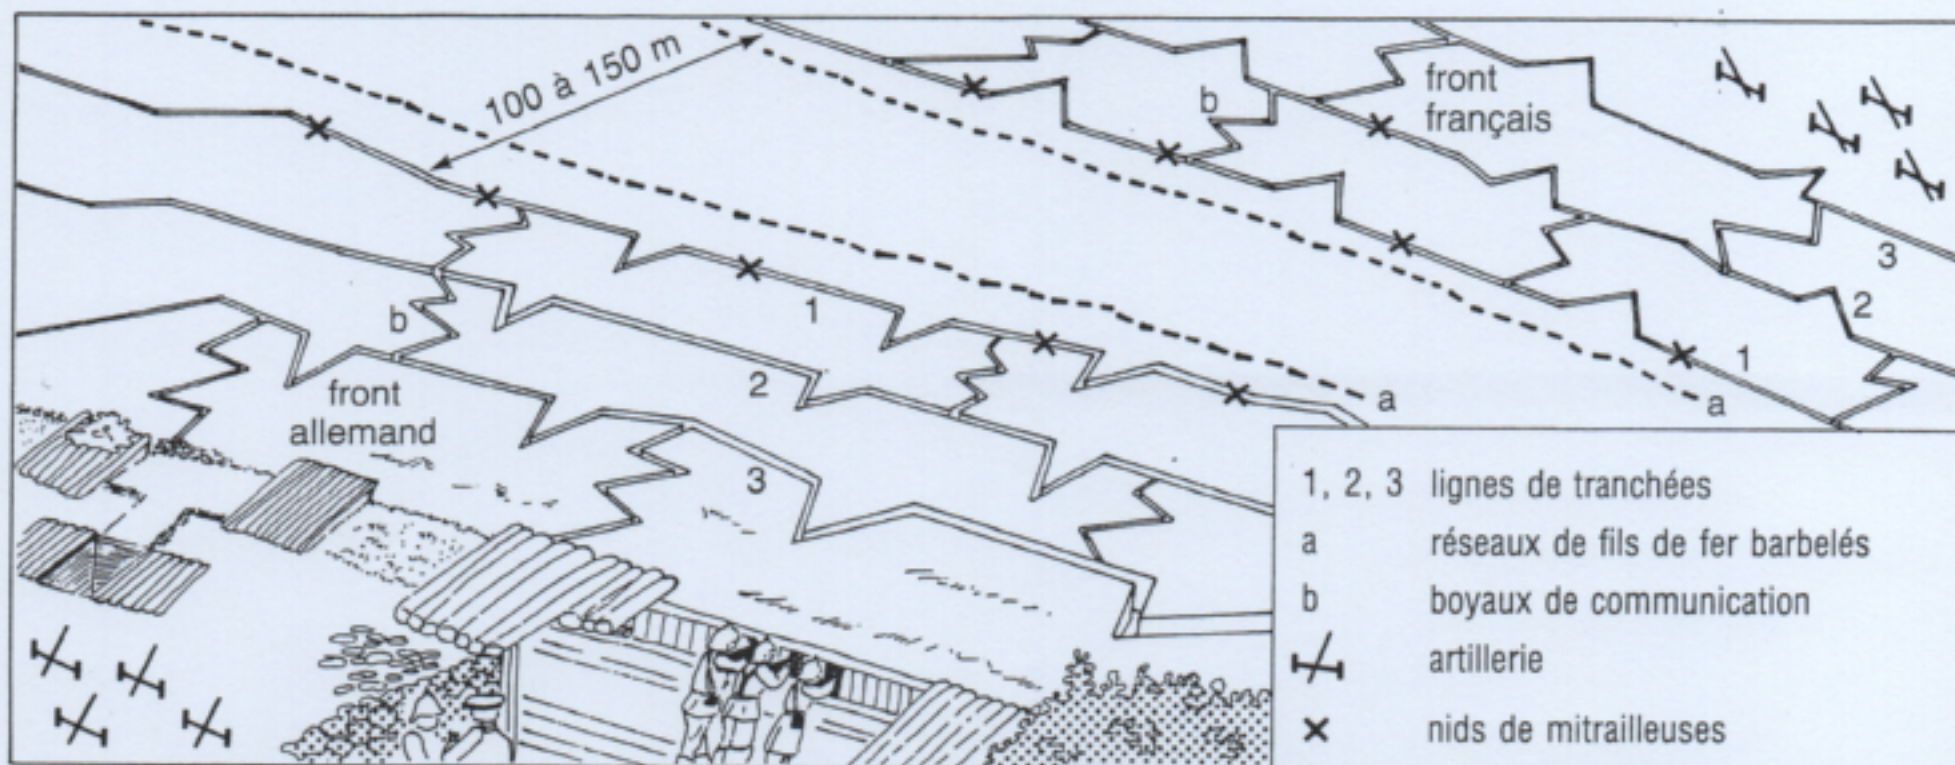 100 à 150 m
front
français
b
3
2
1
a
1
b
2
a
front
allemand
3
1, 2, 3 lignes de tranchées
a réseaux de fils de fer barbelés
b boyaux de communication
artillerie
nids de mitrailleuses